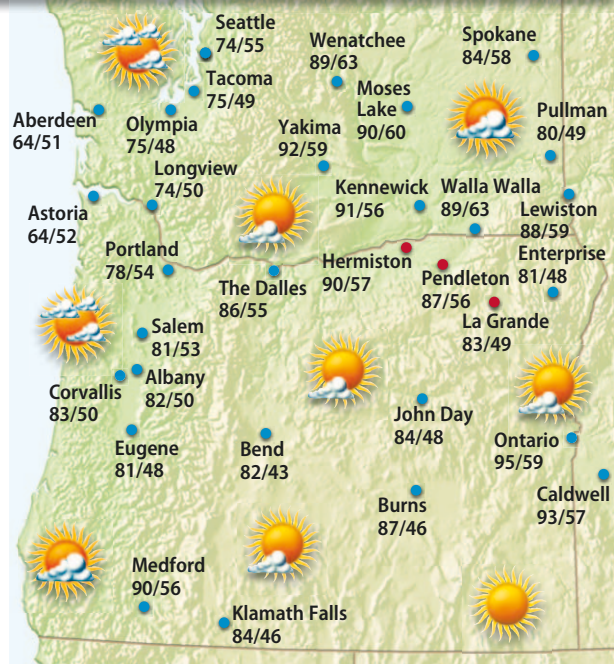 Seattle
74/55
Wenatchee
89/63
Spokane
84/58
Tacoma
75/49
Moses
Lake
90/60
Aberdeen
64/51
Olympia
75/48
Yakima
92/59
Pullman
80/49
Longview
74/50
Kennewick
91/56
Walla Walla
89/63
Lewiston
88/59
Astoria
64/52
Portland
78/54
The Dalles
86/55
Hermiston
90/57
Pendleton
87/56
Enterprise
81/48
La Grande
83/49
Salem
81/53
Albany
82/50
Corvallis
83/50
John Day
84/48
Eugene
81/48
Bend
82/43
Ontario
95/59
Burns
87/46
Caldwell
93/57
Medford
90/56
Klamath Falls
84/46